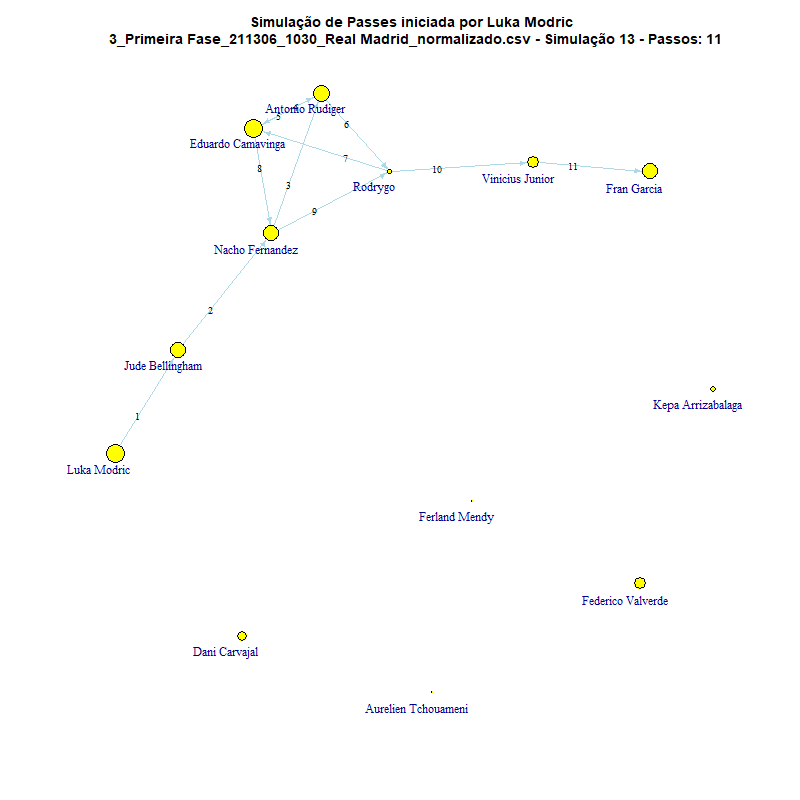 Simulação de Passes iniciada por Luka Modric
3_Primeira Fase_211306_1030_Real Madrid_normalizado.csv - Simulação 13 - Passos: 11
Antonio Rudiger
5
6
Eduardo Camavinga
7
8
10
11
Rodrygo
Vinicius Junior
Fran Garcia
3
9
Nacho Fernandez
2
Jude Bellingham
Kepa Arrizabalaga
1
Luka Modric
Ferland Mendy
Federico Valverde
Dani Carvajal
Aurelien Tchouameni